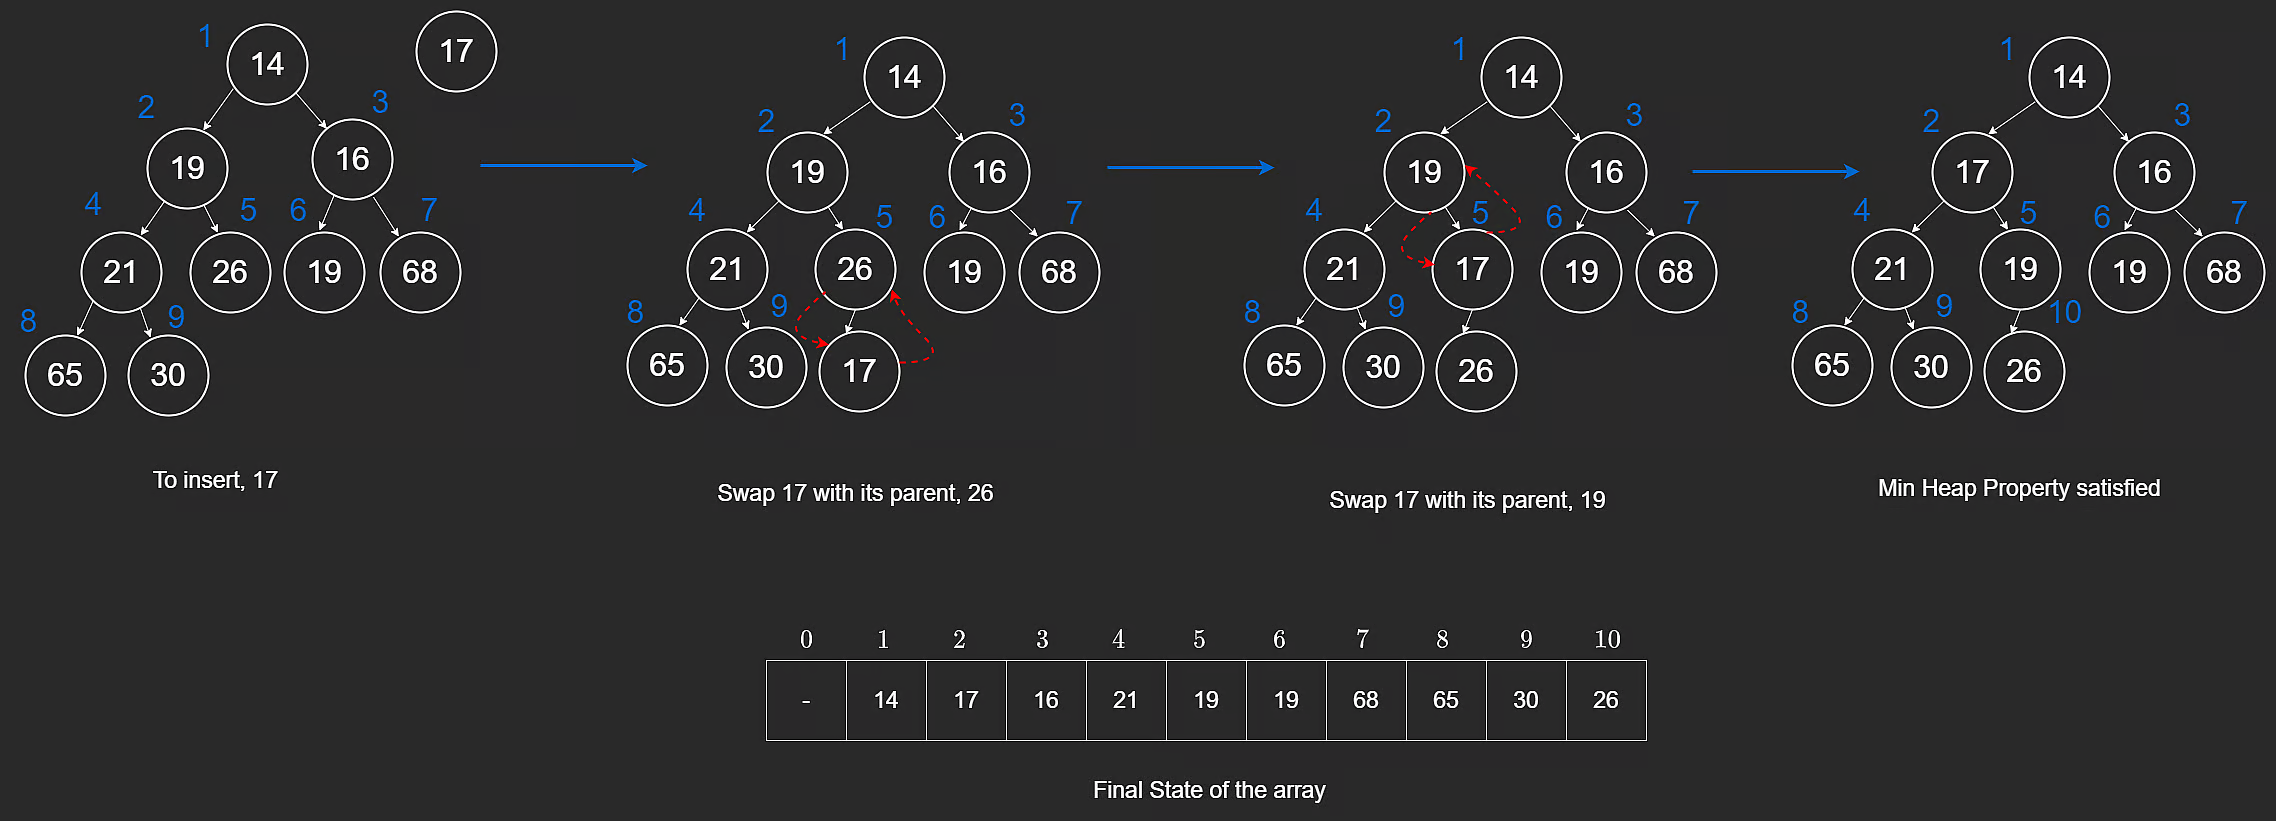 1 14 17
2 19 3 16
4 21 5 26 6 19 7 68
8 65 9 30
To insert, 17
1 14
2 19 3 16
4 21 5 26 6 19 7 68
8 65 9 30 17
Swap 17 with its parent, 26
1 14
2 19 3 16
4 21 5 17 6 19 7 68
8 65 9 30 26
Swap 17 with its parent, 19
1 14
2 17 3 16
4 21 5 19 6 19 7 68
8 65 9 30 10 26
Min Heap Property satisfied
0 1 2 3 4 5 6 7 8 9 10
- 14 17 16 21 19 19 68 65 30 26
Final State of the array